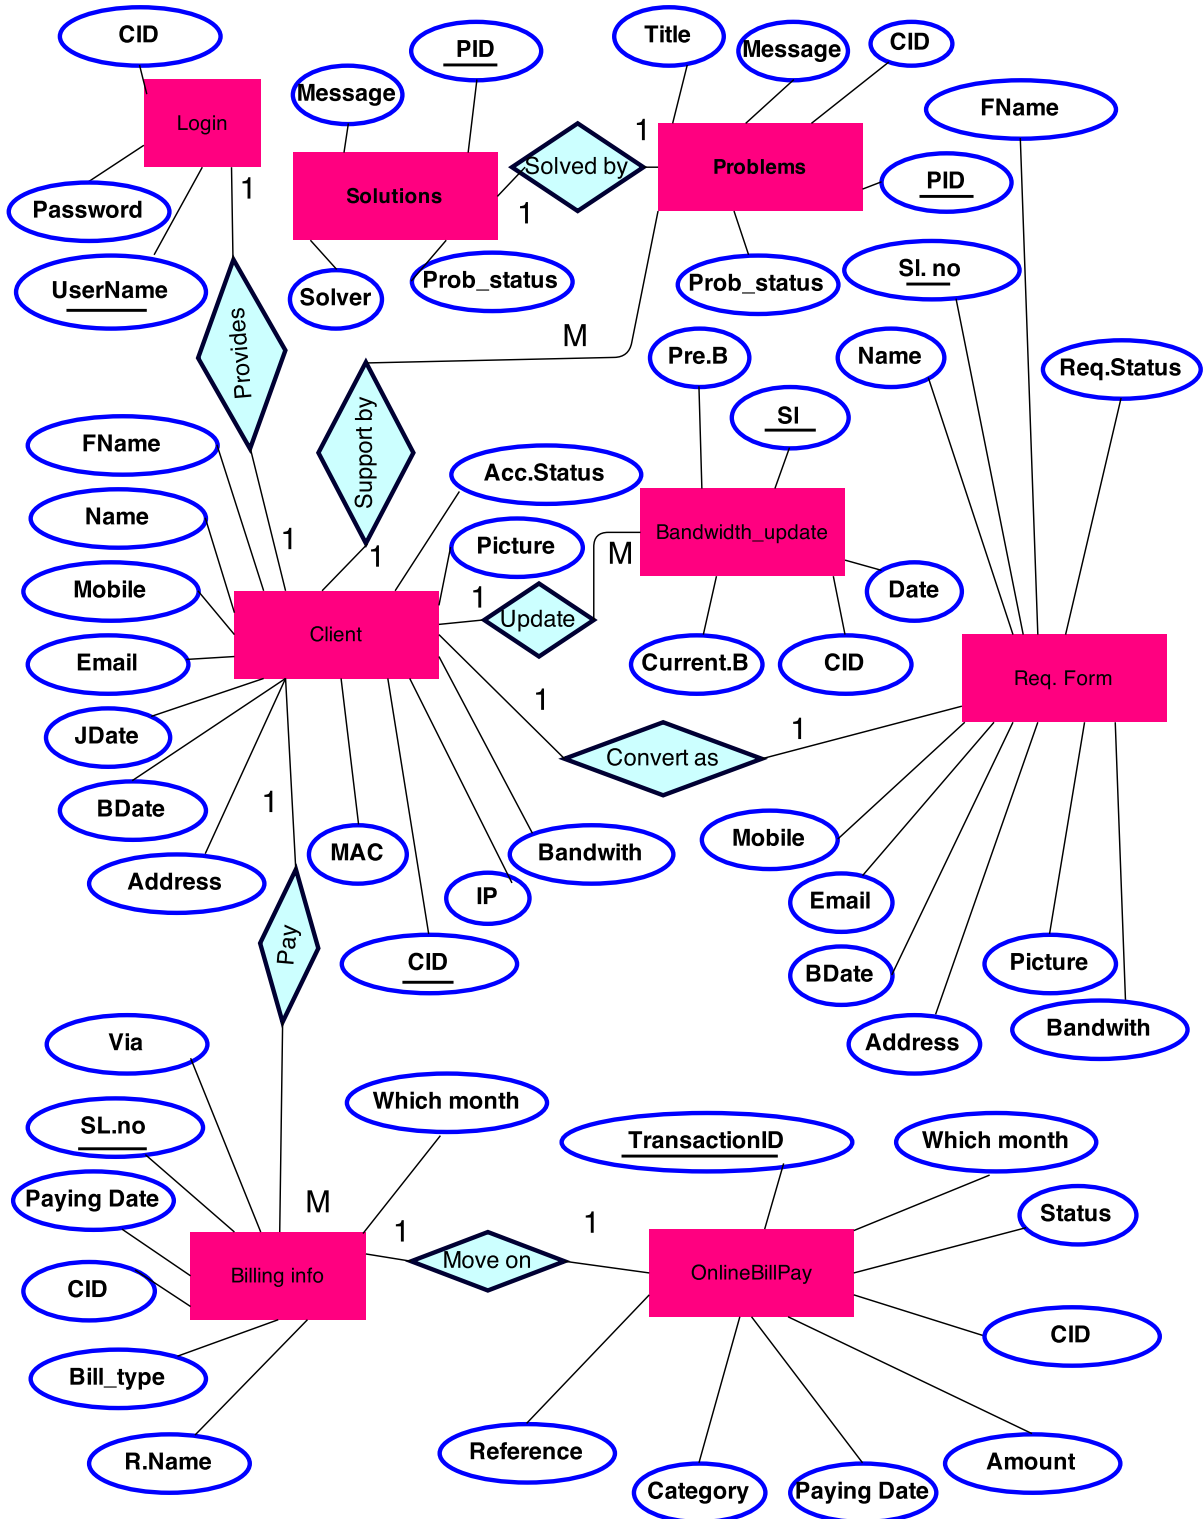 CID
Title
Message
CID
PID
Message
FName
Login
1
Solved by
Problems
Solutions
1
1
PID
Password
UserName
Solver
Prob_status
Prob_status
Sl. no
Provides
M
Pre.B
Name
Req.Status
SI
Support by
FName
Acc.Status
Name
1
1
Picture
Bandwidth_update
M
Mobile
1
Update
Date
Client
Email
Current.B
CID
Req. Form
JDate
1
1
Convert as
BDate
1
Mobile
Address
MAC
Bandwith
IP
Email
Pay
CID
BDate
Picture
Address
Bandwith
Via
Which month
SL.no
TransactionID
Which month
Paying Date
M
1
1
Status
Billing info
Move on
OnlineBillPay
CID
CID
Bill_type
R.Name
Reference
Category
Paying Date
Amount